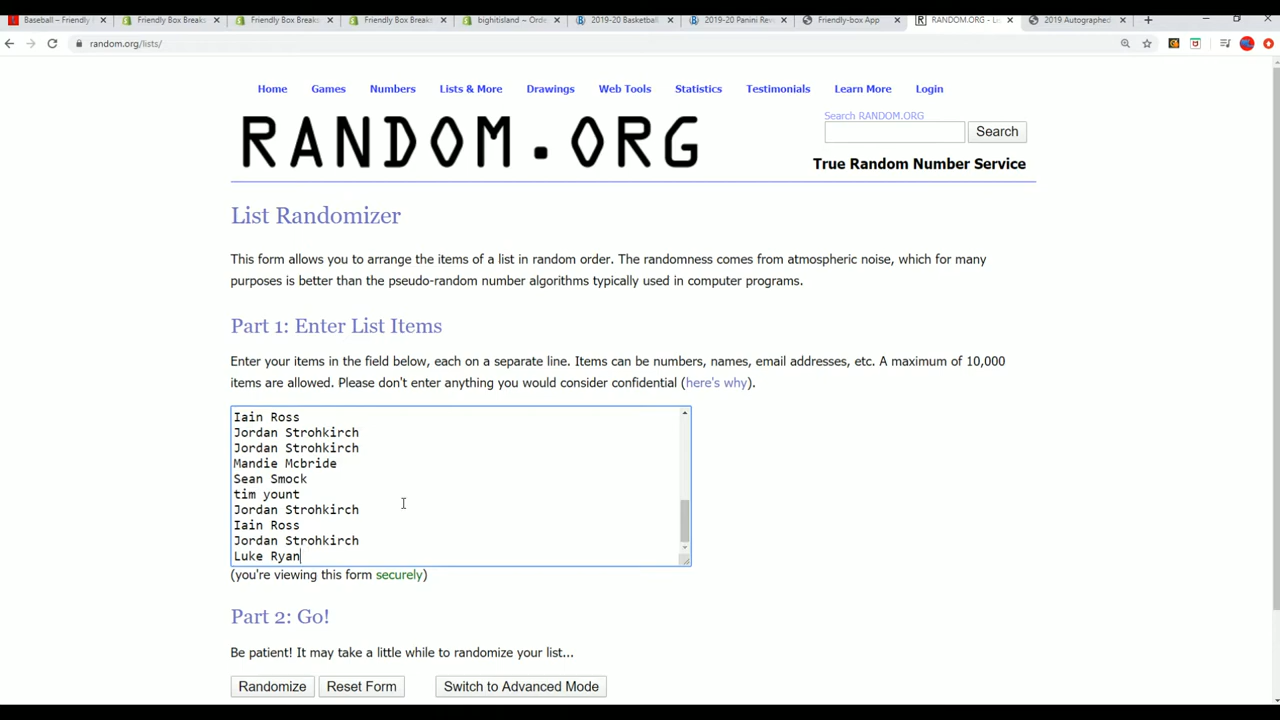 Baseball – Friendly
Friendly Box Breaks
Friendly Box Breaks
Friendly Box Breaks
bighitisland – Orde
2019-20 Basketball
2019-20 Panini Rev
Friendly-box App
RANDOM.ORG - Li
2019 Autographed
random.org/lists/
Home Games Numbers Lists & More Drawings Web Tools Statistics Testimonials Learn More Login
Search RANDOM.ORG
Search
RANDOM.ORG
True Random Number Service
List Randomizer
This form allows you to arrange the items of a list in random order. The randomness comes from atmospheric noise, which for many
purposes is better than the pseudo-random number algorithms typically used in computer programs.
Part 1: Enter List Items
Enter your items in the field below, each on a separate line. Items can be numbers, names, email addresses, etc. A maximum of 10,000
items are allowed. Please don't enter anything you would consider confidential (here's why).
Iain Ross
Jordan Strohkirch
Jordan Strohkirch
Mandie Mcbride
Sean Smock
tim yount
Jordan Strohkirch
Iain Ross
Jordan Strohkirch
Luke Ryan
(you're viewing this form securely)
Part 2: Go!
Be patient! It may take a little while to randomize your list...
Randomize Reset Form Switch to Advanced Mode